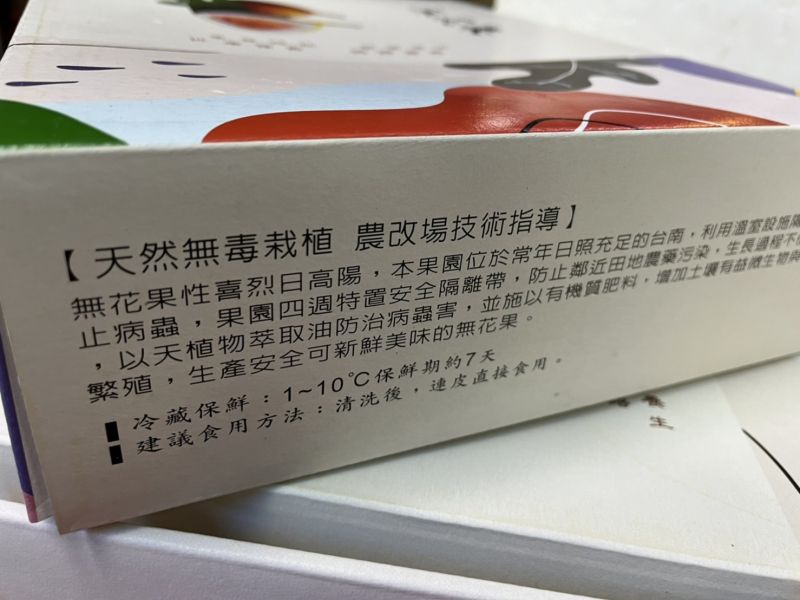 【天然無毒栽植 農改場技術指導】
無花果性喜烈日高陽，本果園位於常年日照充足的台南，利用溫室設施隔
止病蟲，果園四週特置安全隔離帶，防止鄰近田地農藥污染，生長過程不
，以天植物萃取油防治病蟲害，並施以有機質肥料，增加土壤有益微生物與
繁殖，生產安全可新鮮美味的無花果。
冷藏保鮮：1~10℃保鮮期約7天
建議食用方法：清洗後，連皮直接食用。
生